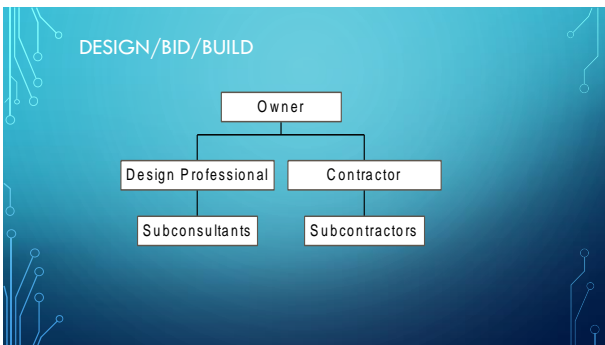 DESIGN/BID/BUILD
Owner
Design Professional
Contractor
Subconsultants
Subcontractors